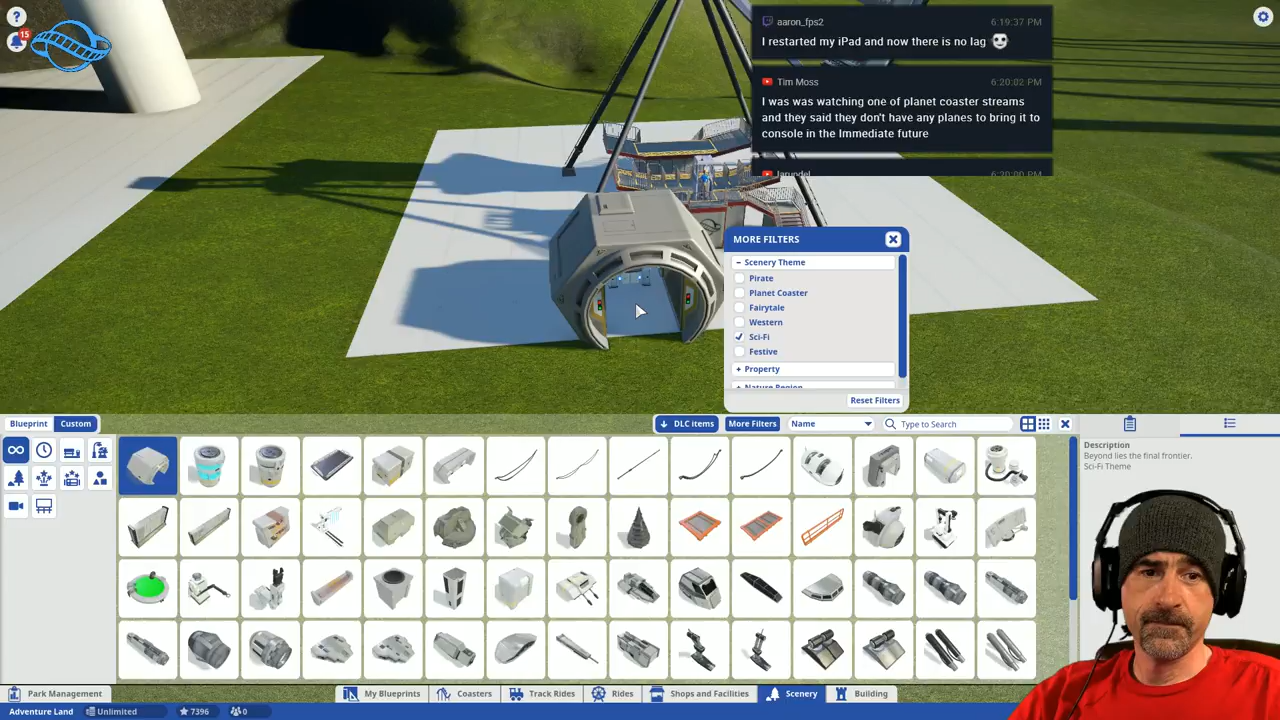 ?
15
aaron_fps2 6:19:37 PM
I restarted my iPad and now there is no lag
Tim Moss 6:20:02 PM
I was was watching one of planet coaster streams
and they said they don't have any planes to bring it to
console in the Immediate future
MORE FILTERS
Scenery Theme
Pirate
Planet Coaster
Fairytale
Western
Sci-Fi
Festive
Property
Nature Region
Reset Filters
Blueprint
Custom
DLC items
More Filters
Name
Type to Search
Description
Beyond lies the final frontier.
Sci-Fi Theme
Park Management
My Blueprints
Coasters
Track Rides
Rides
Shops and Facilities
Scenery
Building
Adventure Land
Unlimited
7396
0